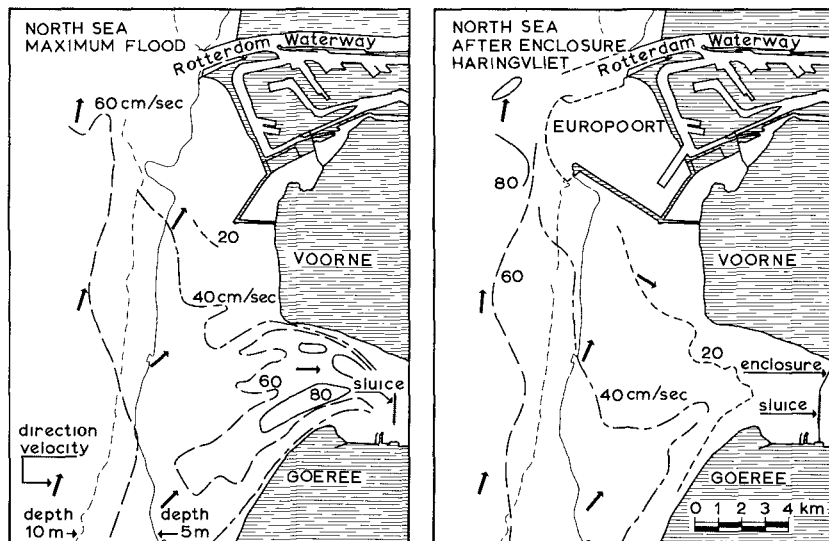 NORTH SEA
MAXIMUM FLOOD
Rotterdom Waterway
60 cm/sec
20
VOORNE
40 cm/sec
60
80
sluice
direction
velocity
GOEREE
depth
10 m
depth
5 m
NORTH SEA
AFTER ENCLOSURE
HARINGVLIET
Rotterdom Waterway
EUROPOORT
80
VOORNE
60
20
enclosure
40 cm/sec
sluice
GOEREE
0 1 2 3 4 km